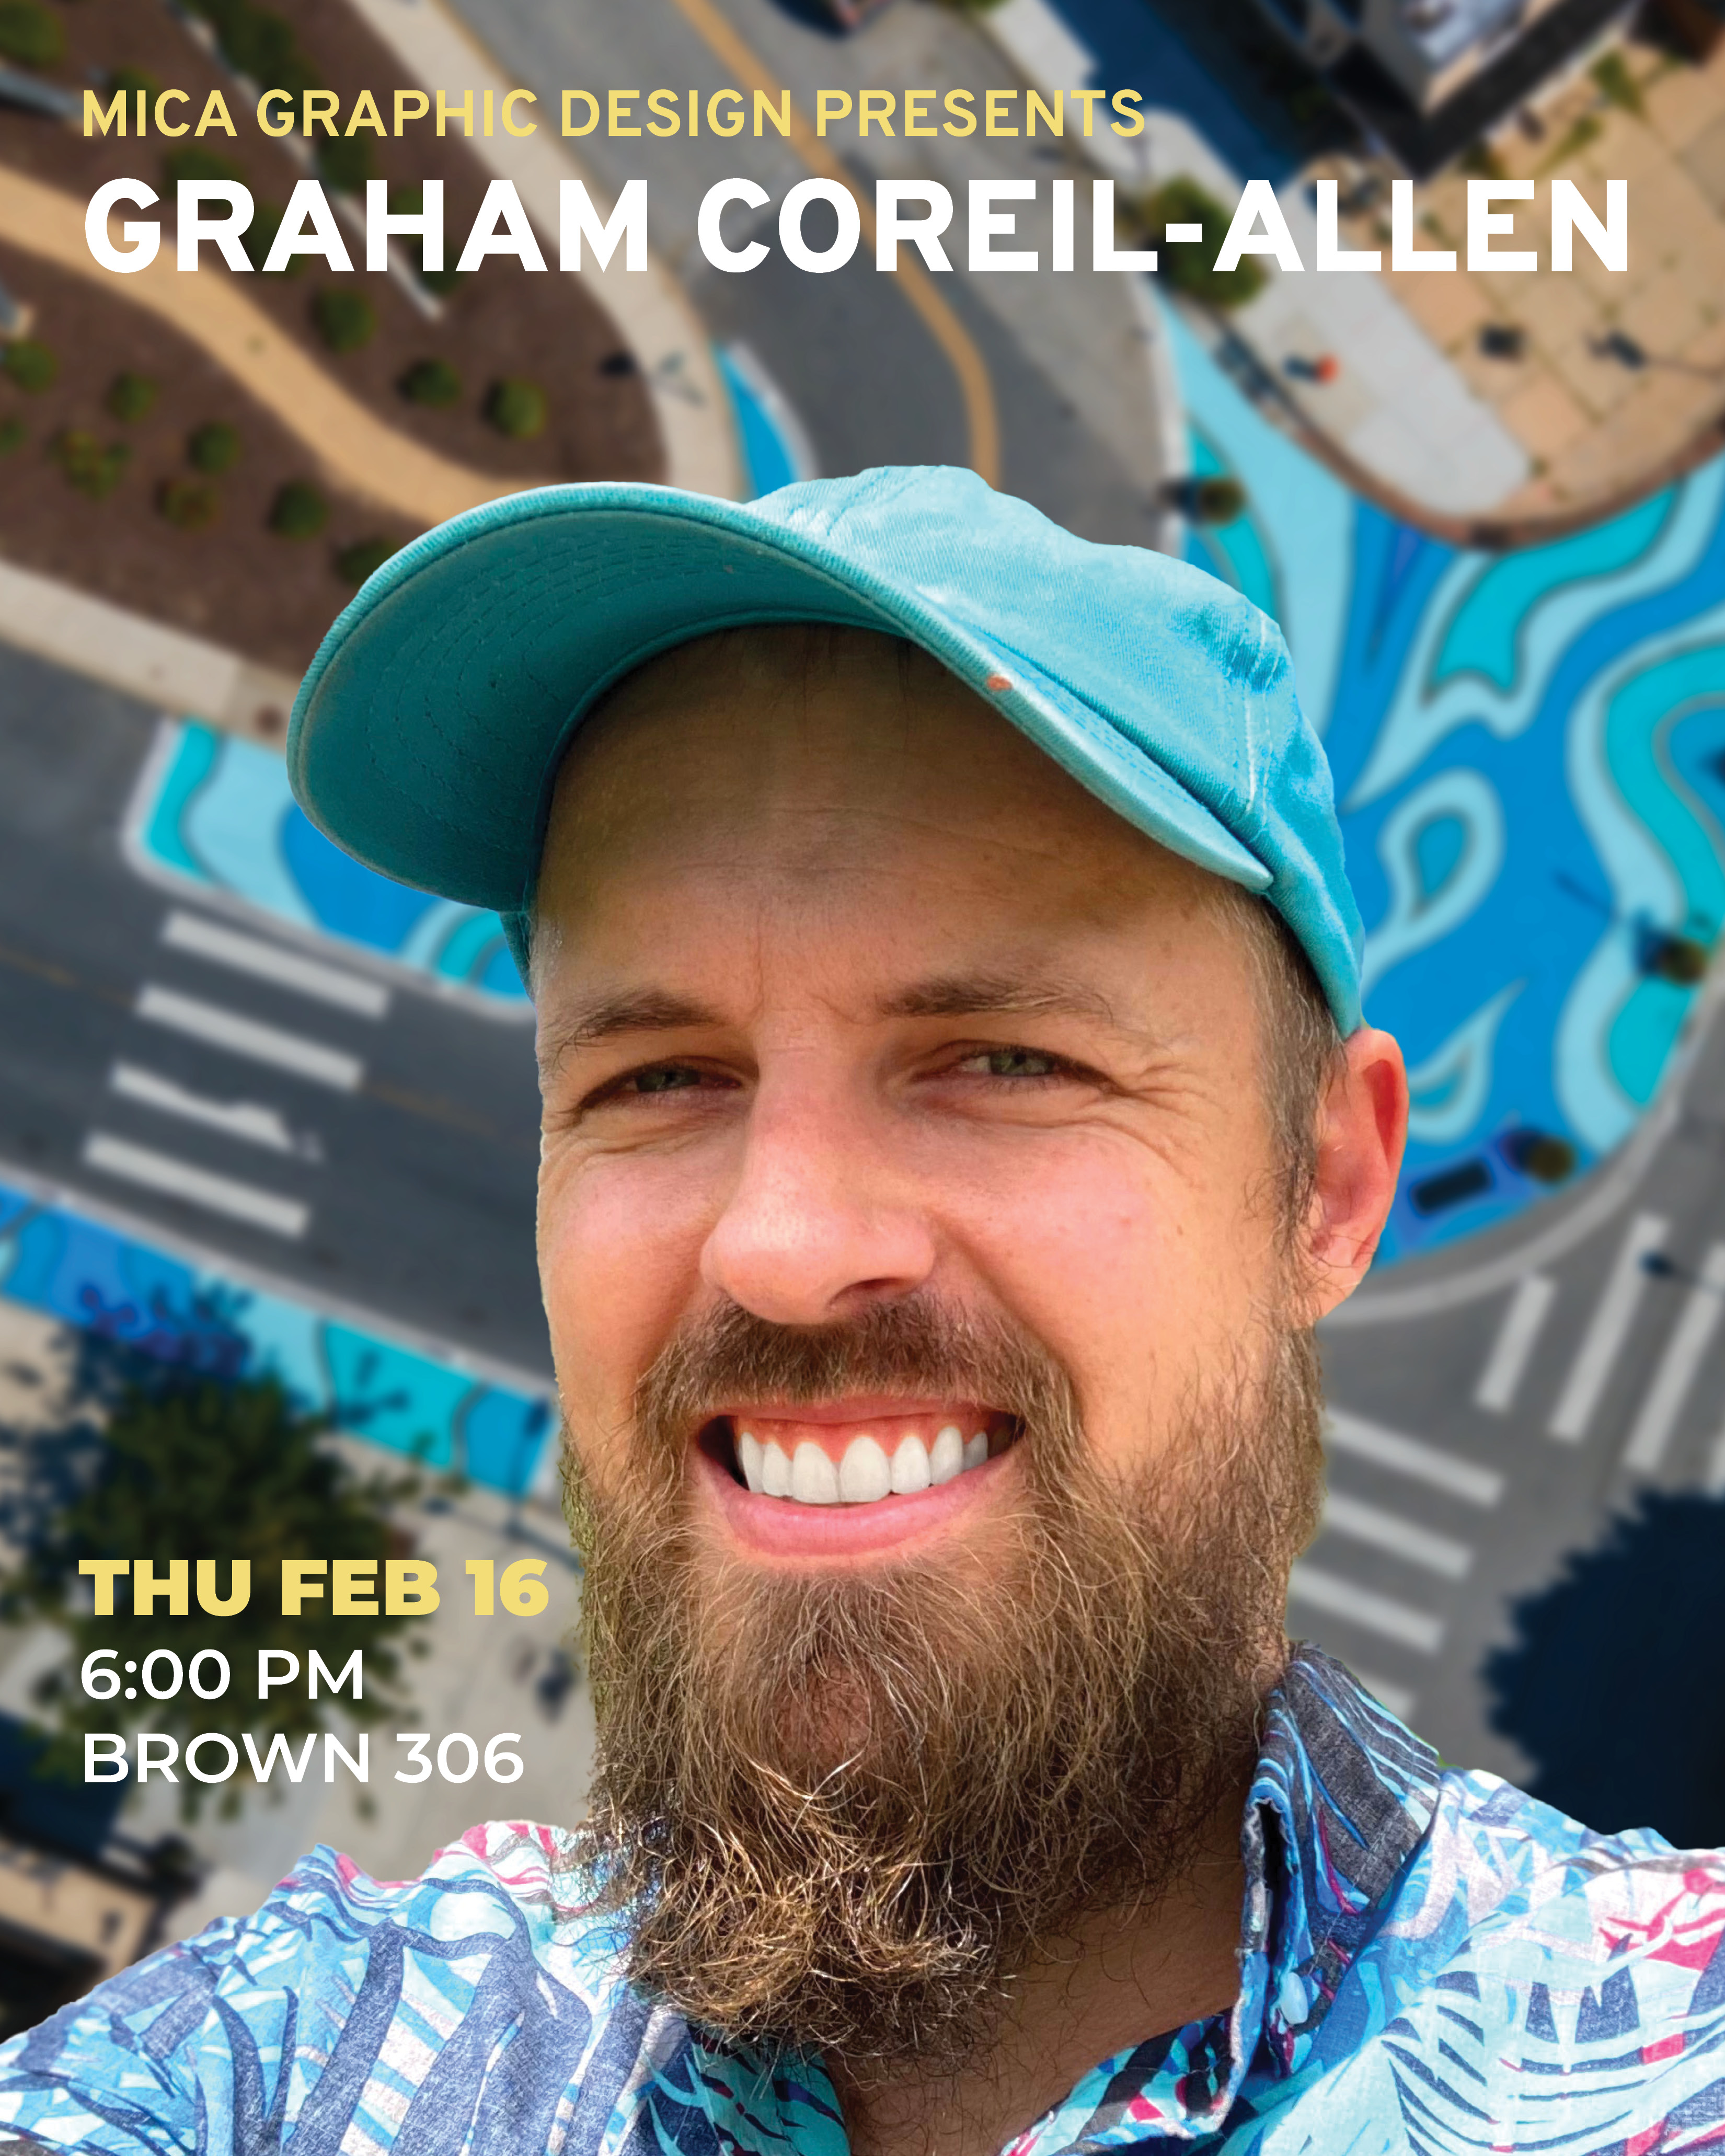 MICA GRAPHIC DESIGN PRESENTS
GRAHAM COREIL-ALLEN
THU FEB 16
6:00 PM
BROWN 306